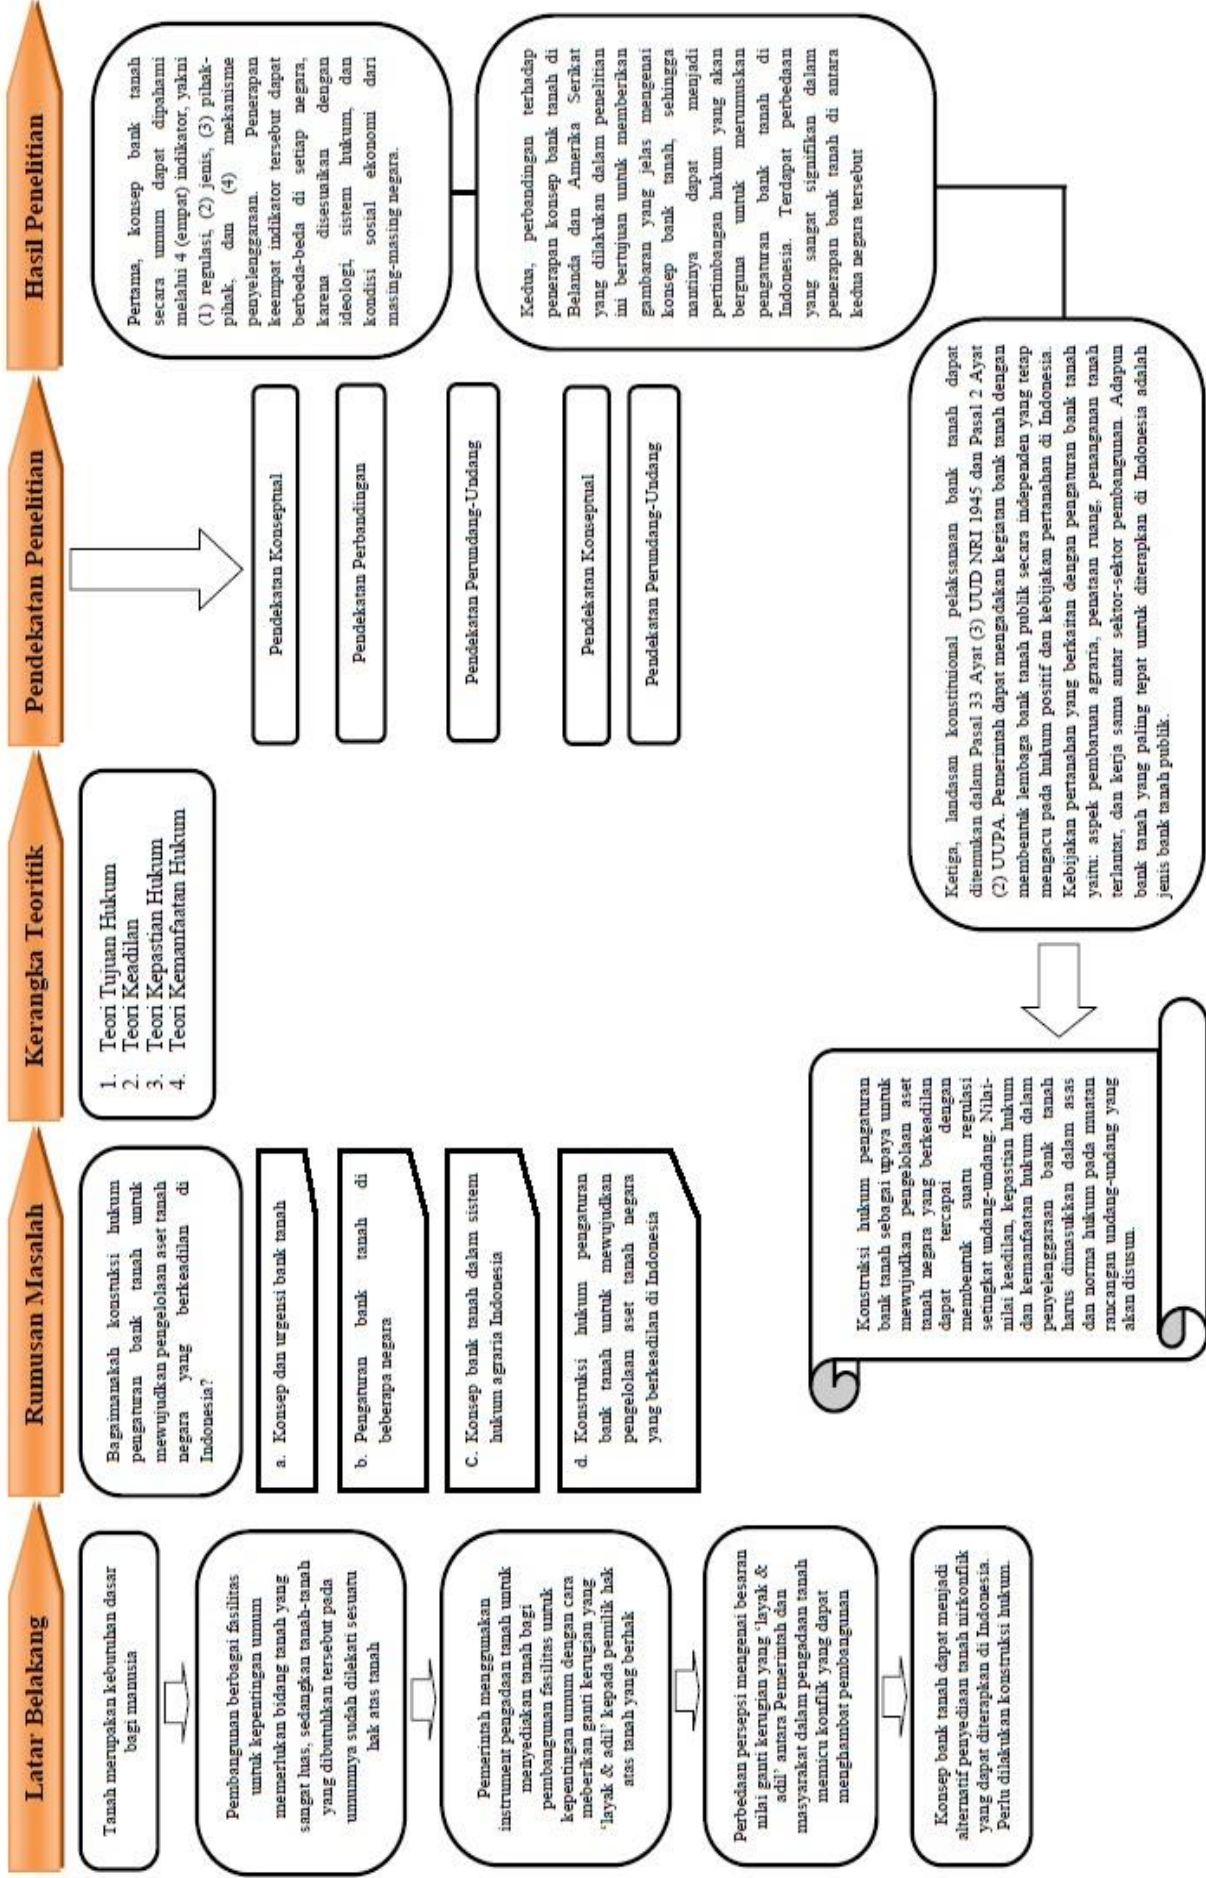 Latar Belakang
Tanah merupakan kebutuhan dasar
bagi manusia
Pembangunan berbagai fasilitas
untuk kepentingan umum
memerlukan bidang tanah yang
sangat luas, sedangkan tanah-tanah
yang dibutuhkan tersebut pada
umumnya sudah dilekati sesuatu
hak atas tanah
Pemerintah menggunakan
instrument pengadaan tanah untuk
menyediakan tanah bagi
pembangunan fasilitas untuk
kepentingan umum dengan cara
meberikan ganti kerugian yang
‘layak & adil’ kepada pemilik hak
atas tanah yang berhak
Perbedaan persepsi mengenai besaran
nilai ganti kerugian yang ‘layak &
adil’ antara Pemerintah dan
masyarakat dalam pengadaan tanah
memicu konflik yang dapat
menghambat pembangunan
Konsep bank tanah dapat menjadi
alternatif penyediaan tanah nirkonflik
yang dapat diterapkan di Indonesia.
Perlu dilakukan konstruksi hukum.
Rumusan Masalah
Bagaimanakah konstuksi hukum
pengaturan bank tanah untuk
mewujudkan pengelolaan aset tanah
negara yang berkeadilan di
Indonesia?
a. Konsep dan urgensi bank tanah
b. Pengaturan bank tanah di
beberapa negara
C. Konsep bank tanah dalam sistem
hukum agraria Indonesia
d. Konstruksi hukum pengaturan
bank tanah untuk mewujudkan
pengelolaan aset tanah negara
yang berkeadilan di Indonesia
Kerangka Teoritik
1. Teori Tujuan Hukum
2. Teori Keadilan
3. Teori Kepastian Hukum
4. Teori Kemanfaatan Hukum
Pendekatan Penelitian
Pendekatan Konseptual
Pendekatan Perbandingan
Pendekatan Perundang-Undang
Pendekatan Konseptual
Pendekatan Perundang-Undang
Hasil Penelitian
Pertama, konsep bank tanah
secara umum dapat dipahami
melalui 4 (empat) indikator, yakni
(1) regulasi, (2) jenis, (3) pihak-
pihak, dan (4) mekanisme
penyelenggaraan. Penerapan
keempat indikator tersebut dapat
berbeda-beda di setiap negara,
karena disesuaikan dengan
ideologi, sistem hukum, dan
kondisi sosial ekonomi dari
masing-masing negara.
Kedua, perbandingan terhadap
penerapan konsep bank tanah di
Belanda dan Amerika Serikat
yang dilakukan dalam penelitian
ini bertujuan untuk memberikan
gambaran yang jelas mengenai
konsep bank tanah, sehingga
nantinya dapat menjadi
pertimbangan hukum yang akan
berguna untuk merumuskan
pengaturan bank tanah di
Indonesia. Terdapat perbedaan
yang sangat signifikan dalam
penerapan bank tanah di antara
kedua negara tersebut
Ketiga, landasan konstituional pelaksanaan bank tanah dapat
ditemukan dalam Pasal 33 Ayat (3) UUD NRI 1945 dan Pasal 2 Ayat
(2) UUPA. Pemerintah dapat mengadakan kegiatan bank tanah dengan
membentuk lembaga bank tanah publik secara independen yang tetap
mengacu pada hukum positif dan kebijakan pertanahan di Indonesia.
Kebijakan pertanahan yang berkaitan dengan pengaturan bank tanah
yaitu: aspek pembaruan agraria, penataan ruang, penanganan tanah
terlantar, dan kerja sama antar sektor-sektor pembangunan. Adapun
bank tanah yang paling tepat untuk diterapkan di Indonesia adalah
jenis bank tanah publik.
Konstruksi hukum pengaturan
bank tanah sebagai upaya untuk
mewujudkan pengelolaan aset
tanah negara yang berkeadilan
dapat tercapai dengan
membentuk suatu regulasi
setingkat undang-undang. Nilai-
nilai keadilan, kepastian hukum
dan kemanfaatan hukum dalam
penyelenggaraan bank tanah
harus dimasukkan dalam asas
dan norma hukum pada muatan
rancangan undang-undang yang
akan disusun.